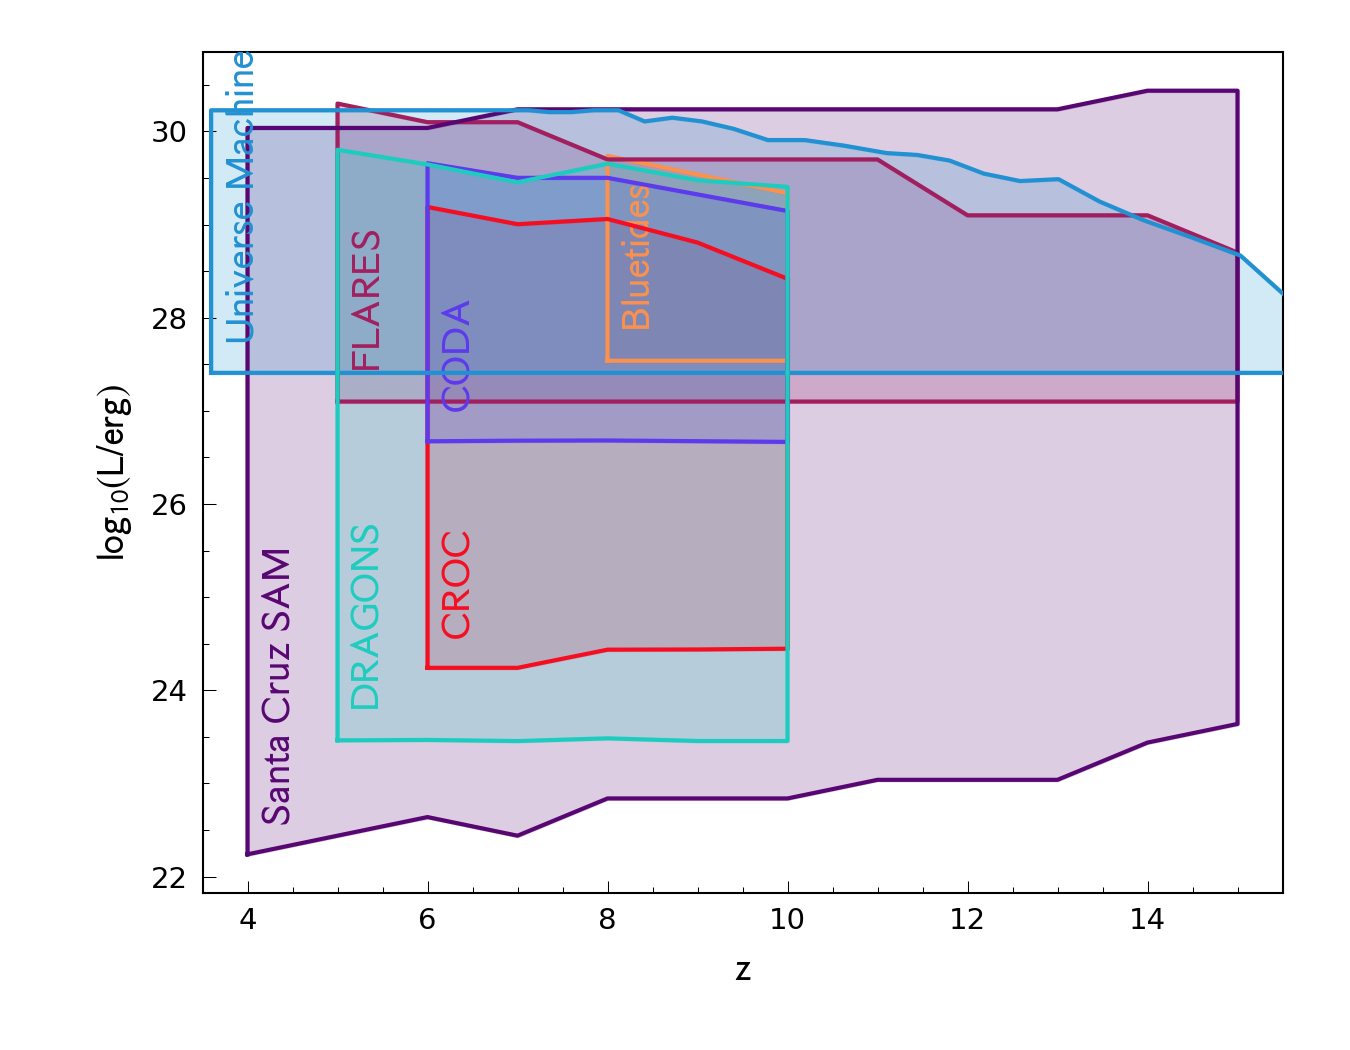 Universe Machine
30
FLARES
Bluetides
28
CODA
log10(L/erg)
26
DRAGONS
CROC
Santa Cruz SAM
24
22
4 6 8 10 12 14
z